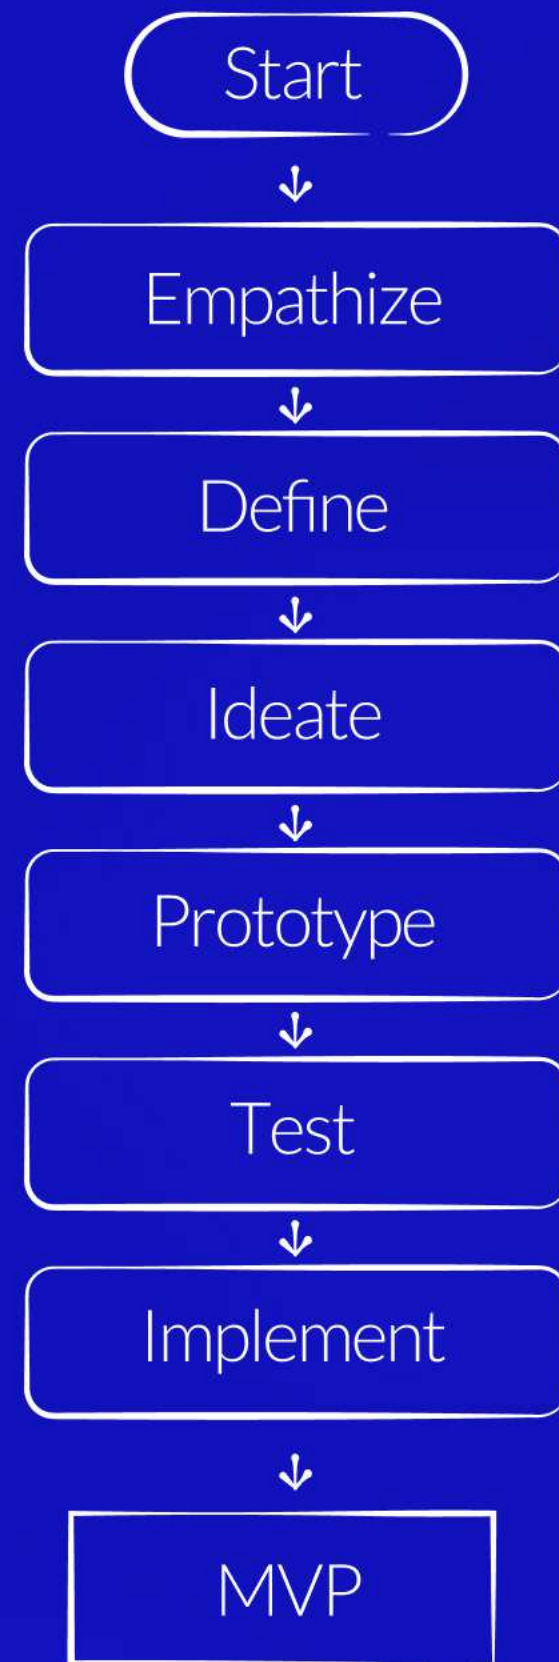 Start
Empathize
Define
Ideate
Prototype
Test
Implement
MVP